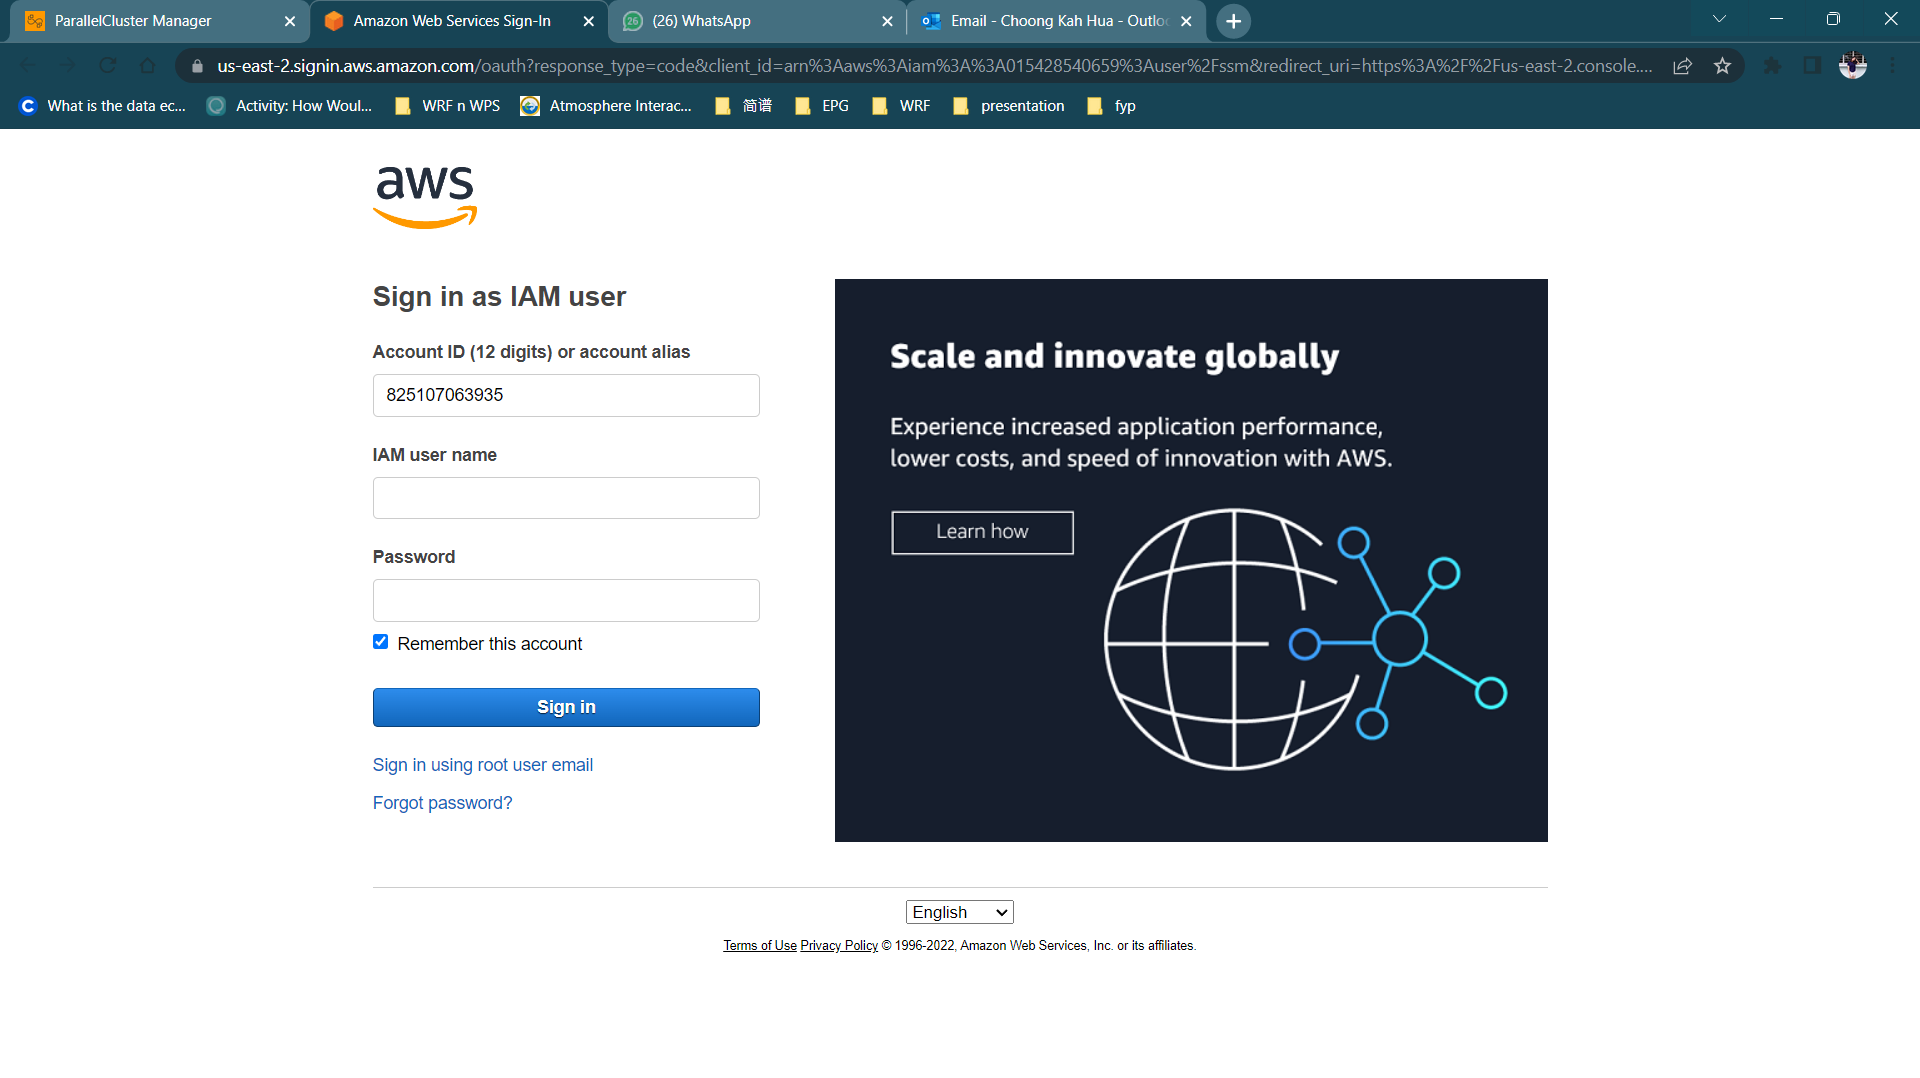 ParallelCluster Manager
Amazon Web Services Sign-In
(26) WhatsApp
Email - Choong Kah Hua - Outlo
us-east-2.signin.aws.amazon.com/oauth?response_type=code&client_id=arn%3Aaws%3Aiam%3A%3A015428540659%3Auser%2Fssm&redirect_uri=https%3A%2F%2Fus-east-2.console....
What is the data ec...
Activity: How Woul...
WRF n WPS
Atmosphere Interac...
简谱
EPG
WRF
presentation
fyp
aws
Sign in as IAM user
Account ID (12 digits) or account alias
825107063935
IAM user name
Password
Remember this account
Sign in
Sign in using root user email
Forgot password?
Scale and innovate globally
Experience increased application performance,
lower costs, and speed of innovation with AWS.
Learn how
English
Terms of Use Privacy Policy © 1996-2022, Amazon Web Services, Inc. or its affiliates.